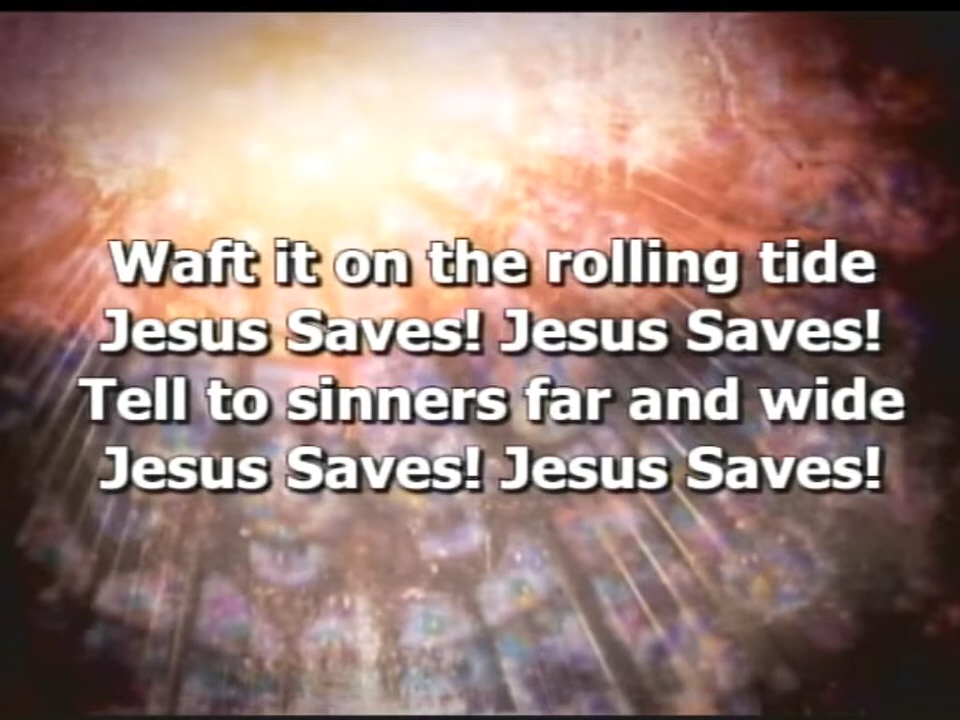 Waft it on the rolling tide
Jesus Saves! Jesus Saves!
Tell to sinners far and wide
Jesus Saves! Jesus Saves!